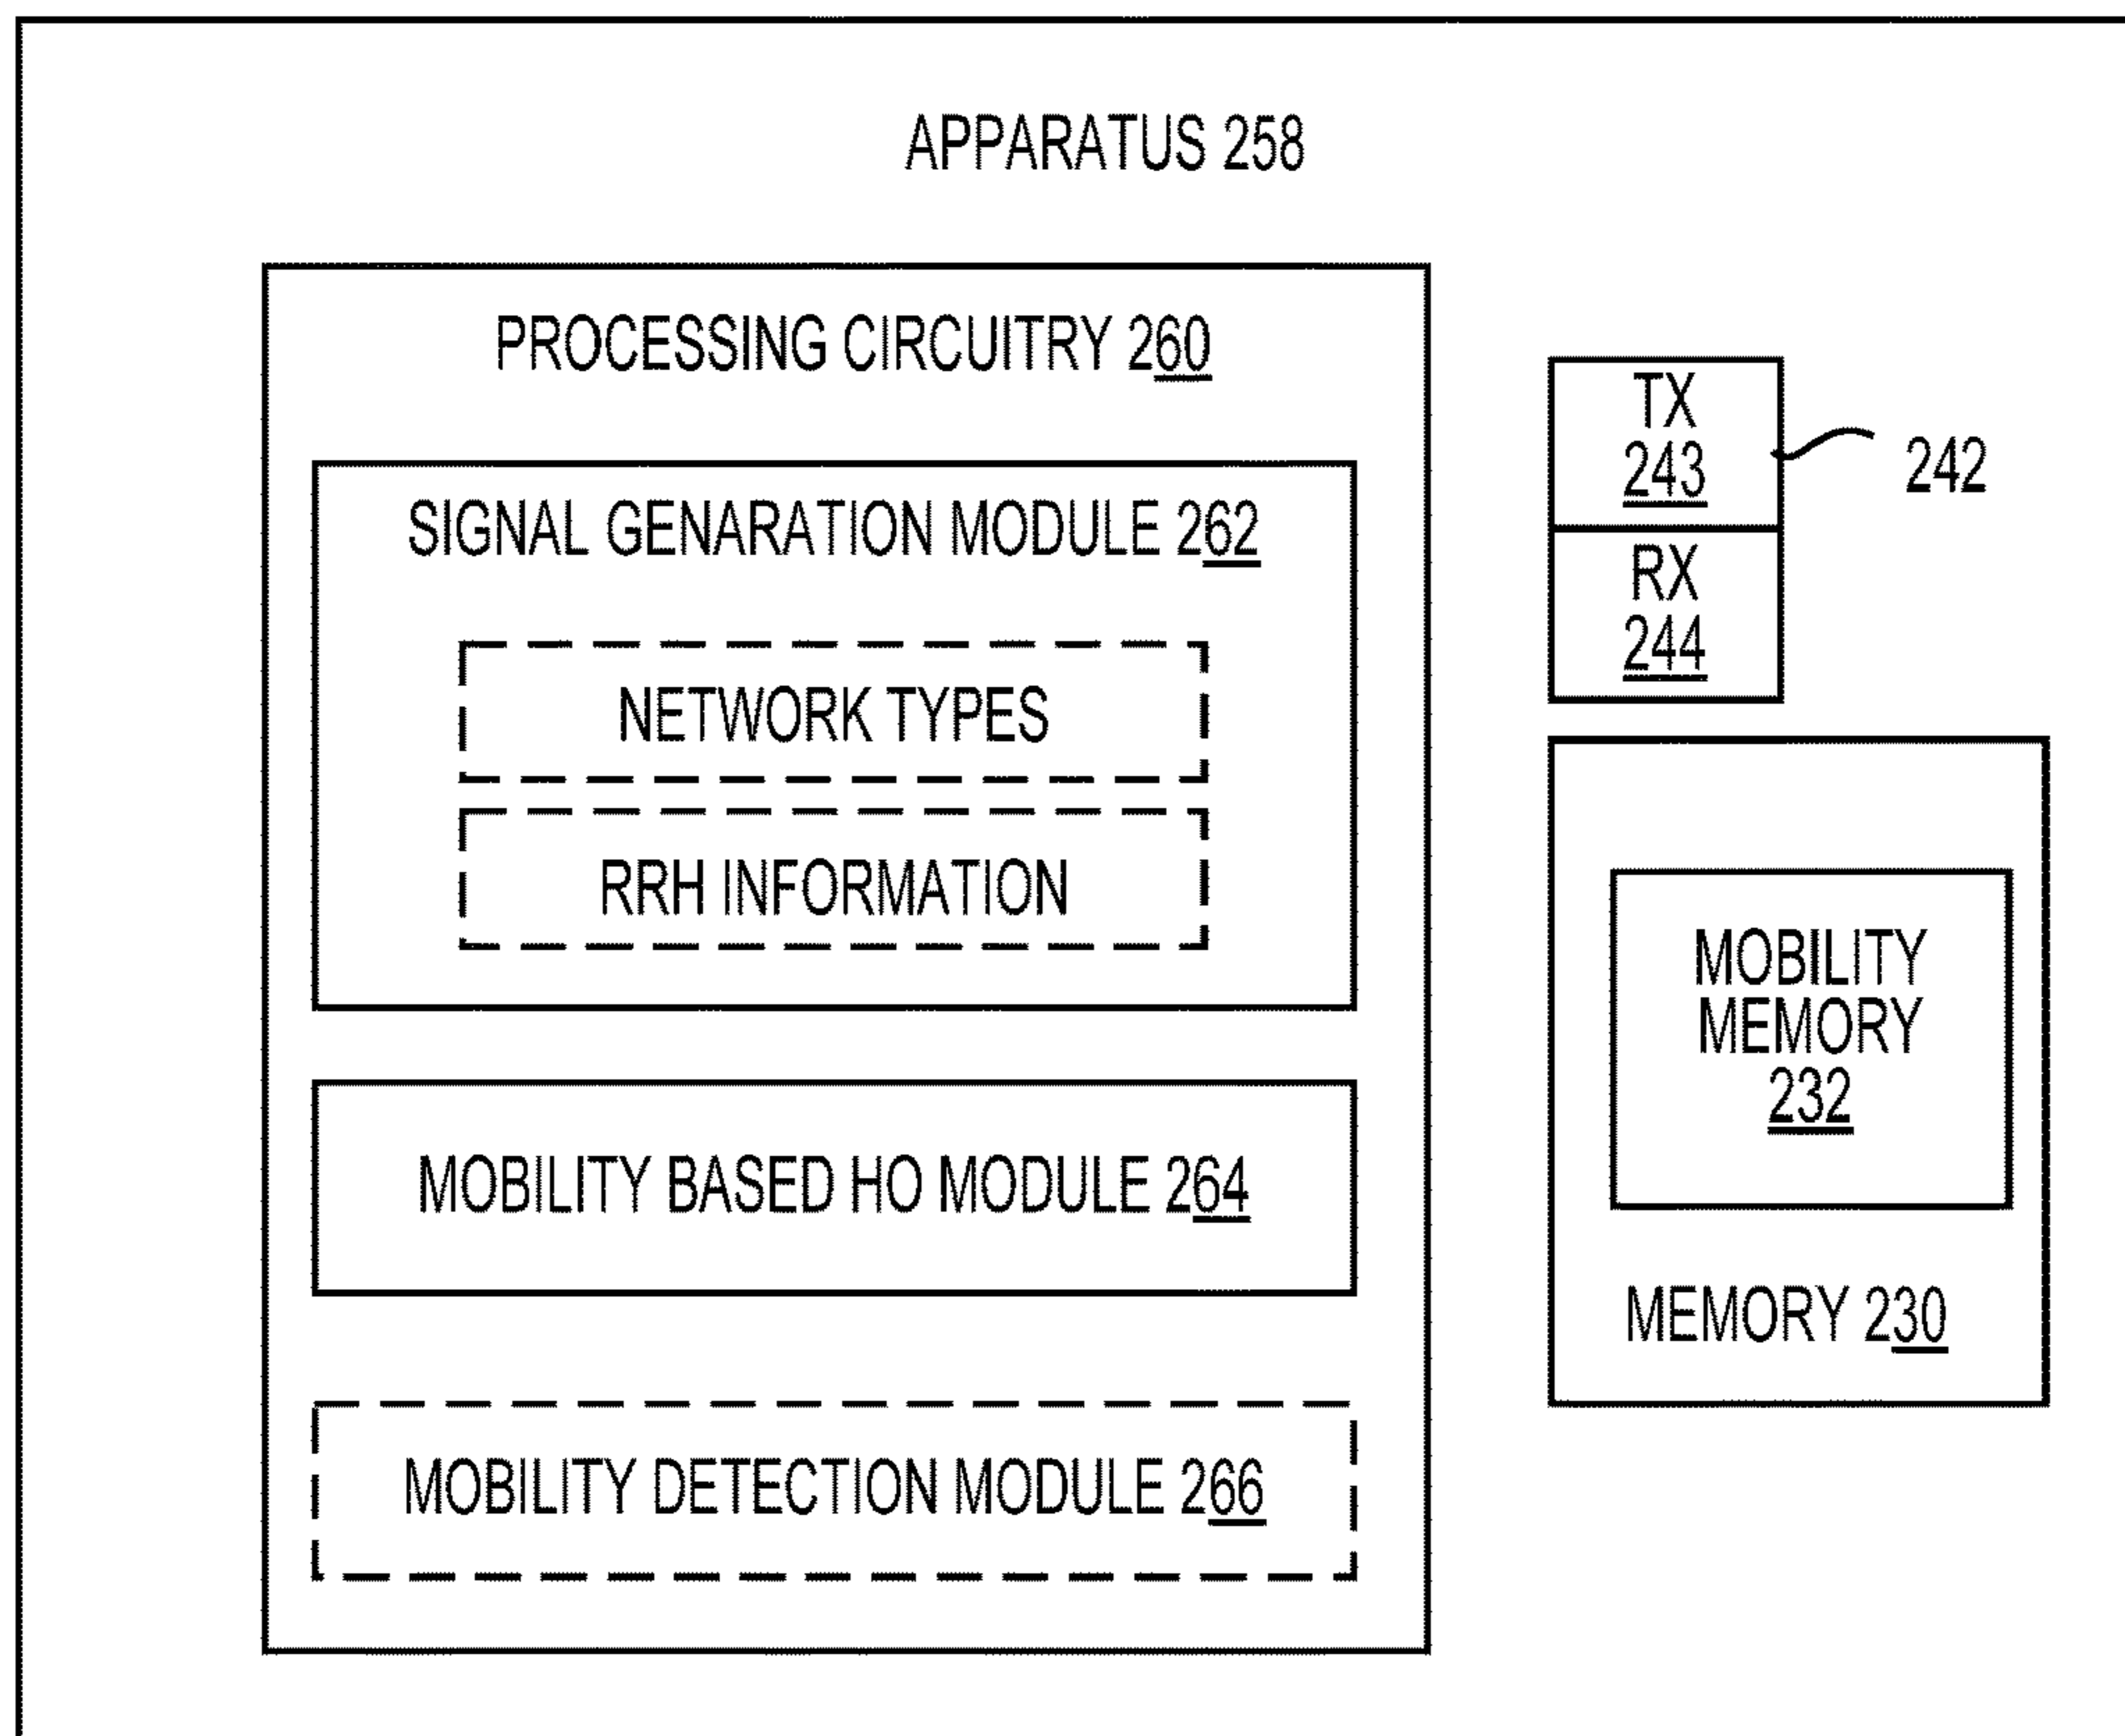 APPARATUS 258
PROCESSING CIRCUITRY 260
SIGNAL GENARATION MODULE 262
NETWORK TYPES
RRH INFORMATION
MOBILITY BASED HO MODULE 264
MOBILITY DETECTION MODULE 266
TX
243
242
RX
244
MOBILITY
MEMORY
232
MEMORY 230